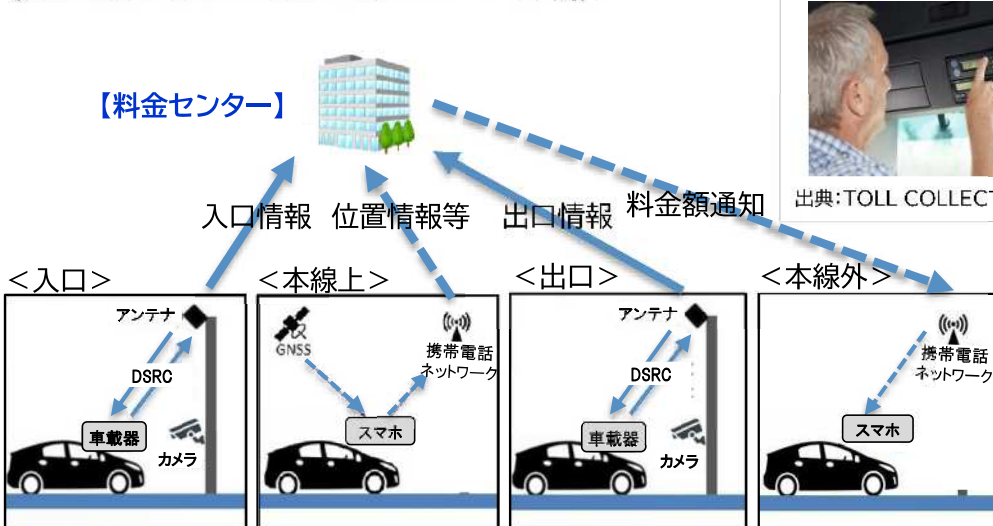 【料金センター】
出典：TOLL COLLEC
入口情報
位置情報等
出口情報
料金額通知
＜入口＞
＜本線上＞
＜出口＞
＜本線外＞
アンテナ
DSRC
車載器
カメラ
GNSS
携帯電話
ネットワーク
スマホ
アンテナ
DSRC
車載器
カメラ
携帯電話
ネットワーク
スマホ